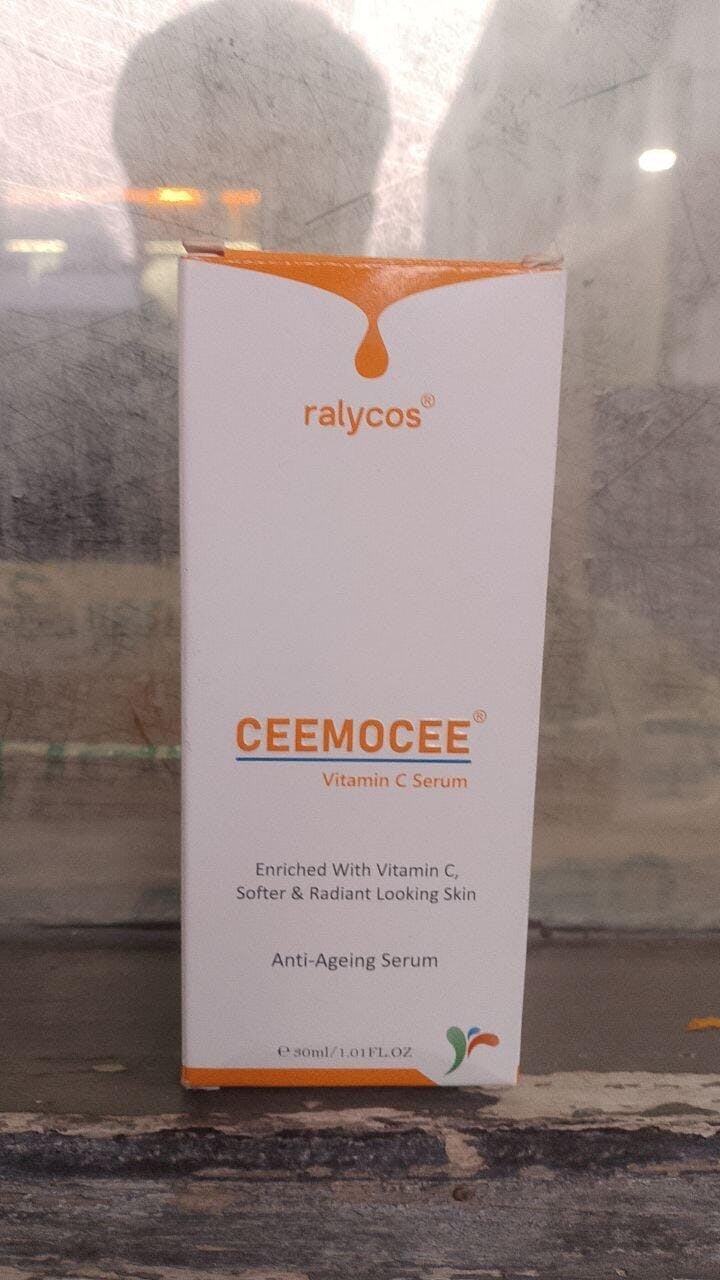 ralycos®
CEEMOCEE®
Vitamin C Serum
Enriched With Vitamin C,
Softer & Radiant Looking Skin
Anti-Ageing Serum
℮ 30ml/1.01FL.OZ